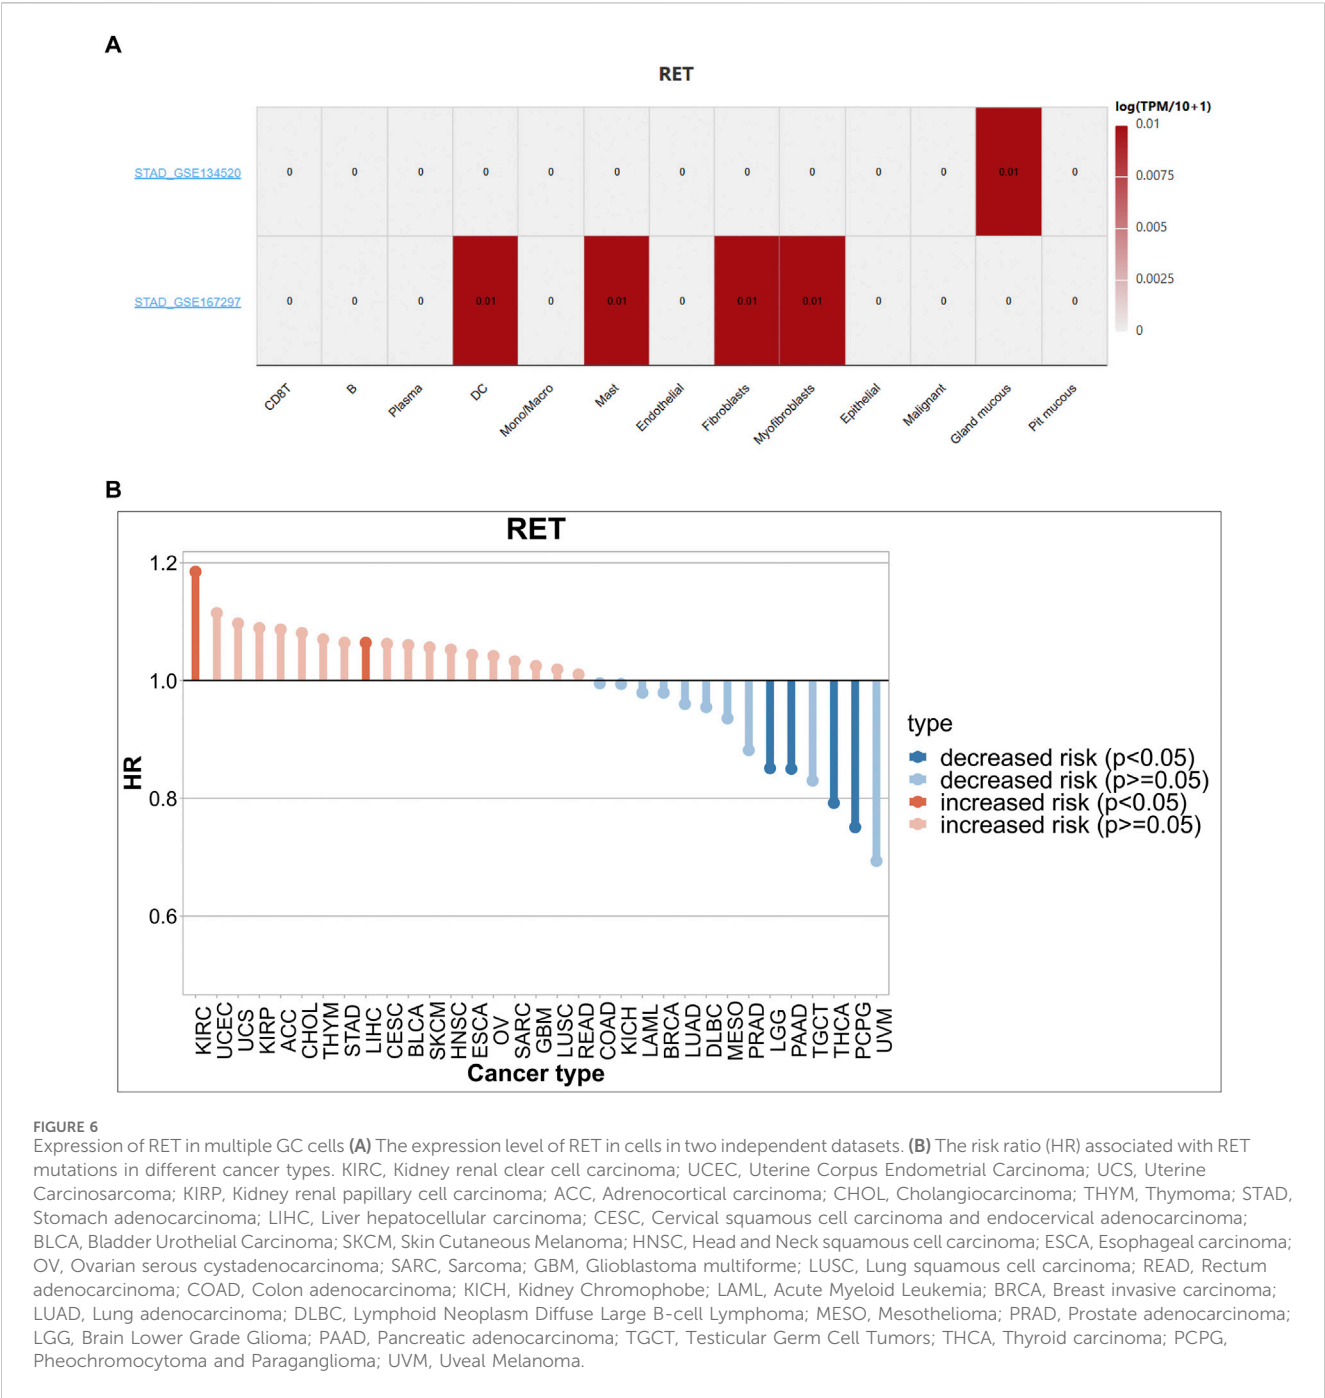 A
RET
log(TPM/10+1)
0.01
0.0075
0.005
0.0025
0
STAD_GSE134520
0 0 0 0 0 0 0 0 0 0 0 0.01 0
STAD_GSE167297
0 0 0 0.01 0 0.01 0 0.01 0.01 0 0 0 0
CD8T
B
Plasma
DC
Mono/Macro
Mast
Endothelial
Fibroblasts
Myofibroblasts
Epithelial
Malignant
Gland mucous
Pit mucous
B
RET
HR
1.2
1.0
0.8
0.6
type
decreased risk (p<0.05)
decreased risk (p>=0.05)
increased risk (p<0.05)
increased risk (p>=0.05)
KIRC
UCEC
UCS
KIRP
ACC
CHOL
THYM
STAD
LIHC
CESC
BLCA
SKCM
HNSC
ESCA
OV
SARC
GBM
LUSC
READ
COAD
KICH
LAML
BRCA
LUAD
DLBC
MESO
PRAD
LGG
PAAD
TGCT
THCA
PCPG
UVM
Cancer type
FIGURE 6
Expression of RET in multiple GC cells (A) The expression level of RET in cells in two independent datasets. (B) The risk ratio (HR) associated with RET
mutations in different cancer types. KIRC, Kidney renal clear cell carcinoma; UCEC, Uterine Corpus Endometrial Carcinoma; UCS, Uterine
Carcinosarcoma; KIRP, Kidney renal papillary cell carcinoma; ACC, Adrenocortical carcinoma; CHOL, Cholangiocarcinoma; THYM, Thymoma; STAD,
Stomach adenocarcinoma; LIHC, Liver hepatocellular carcinoma; CESC, Cervical squamous cell carcinoma and endocervical adenocarcinoma;
BLCA, Bladder Urothelial Carcinoma; SKCM, Skin Cutaneous Melanoma; HNSC, Head and Neck squamous cell carcinoma; ESCA, Esophageal carcinoma;
OV, Ovarian serous cystadenocarcinoma; SARC, Sarcoma; GBM, Glioblastoma multiforme; LUSC, Lung squamous cell carcinoma; READ, Rectum
adenocarcinoma; COAD, Colon adenocarcinoma; KICH, Kidney Chromophobe; LAML, Acute Myeloid Leukemia; BRCA, Breast invasive carcinoma;
LUAD, Lung adenocarcinoma; DLBC, Lymphoid Neoplasm Diffuse Large B-cell Lymphoma; MESO, Mesothelioma; PRAD, Prostate adenocarcinoma;
LGG, Brain Lower Grade Glioma; PAAD, Pancreatic adenocarcinoma; TGCT, Testicular Germ Cell Tumors; THCA, Thyroid carcinoma; PCPG,
Pheochromocytoma and Paraganglioma; UVM, Uveal Melanoma.